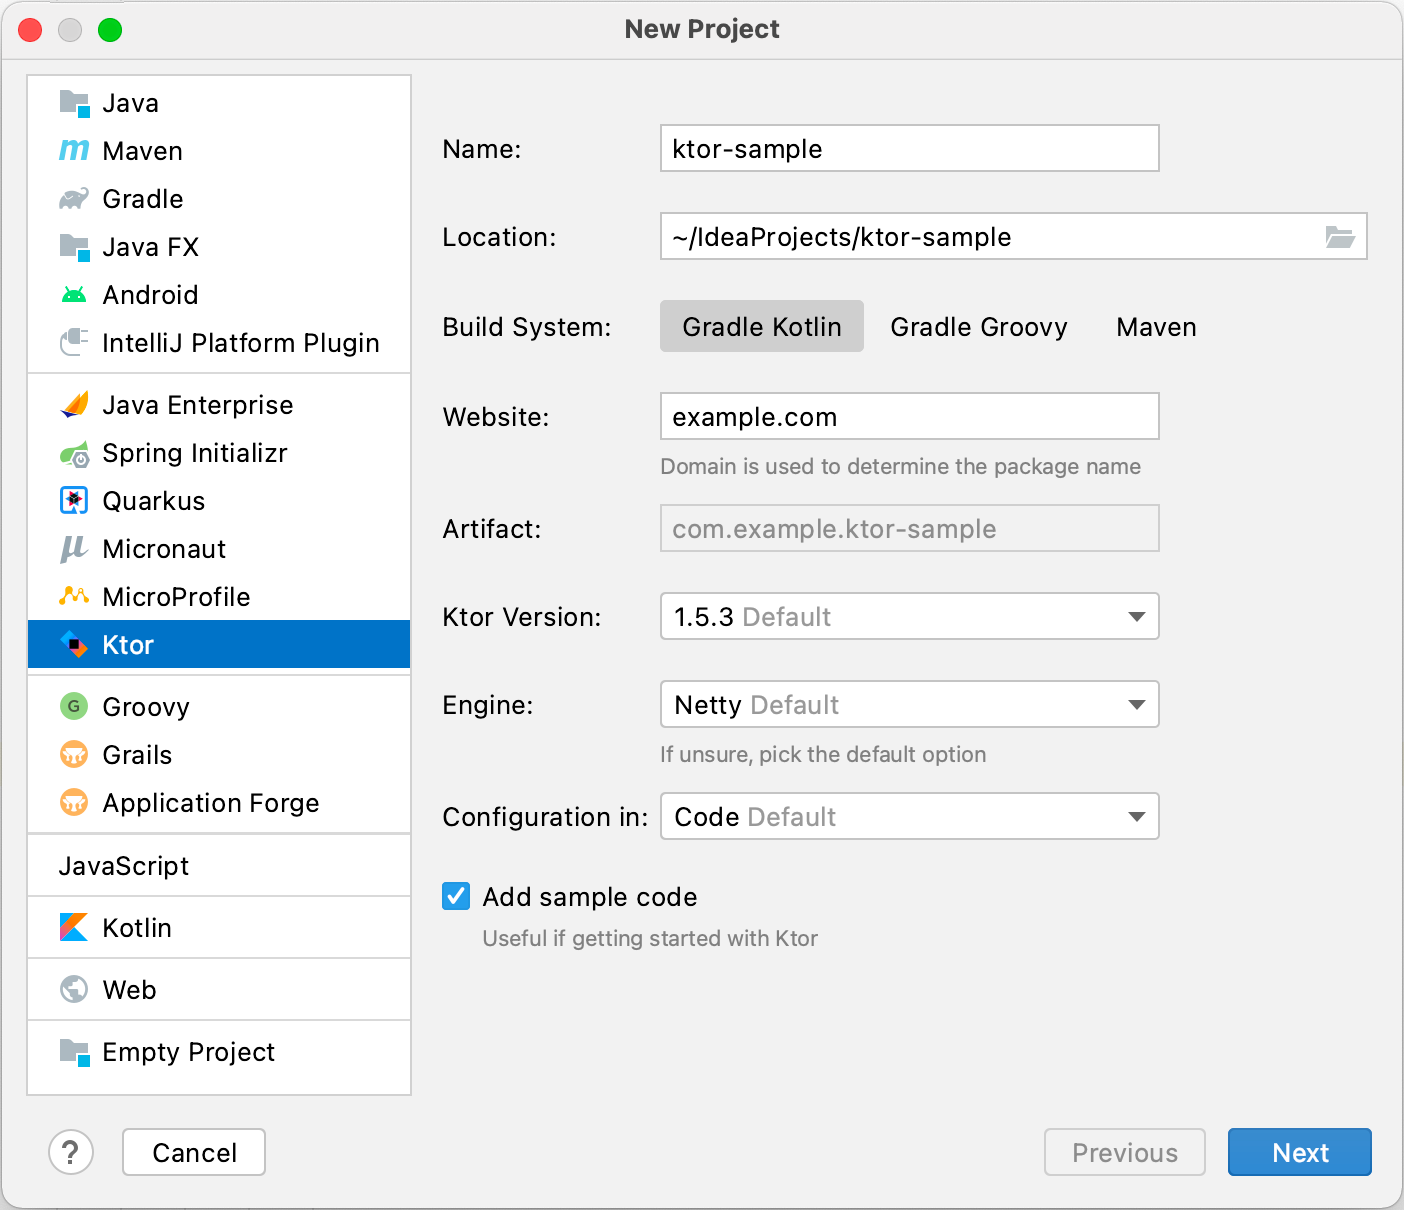 New Project
Java
Maven
Gradle
Java FX
Android
IntelliJ Platform Plugin
Java Enterprise
Spring Initializr
Quarkus
Micronaut
MicroProfile
Ktor
G Groovy
Grails
Application Forge
JavaScript
Kotlin
Web
Empty Project
Name: ktor-sample
Location: ~/IdeaProjects/ktor-sample
Build System: Gradle Kotlin Gradle Groovy Maven
Website: example.com
Domain is used to determine the package name
Artifact: com.example.ktor-sample
Ktor Version: 1.5.3 Default
Engine: Netty Default
If unsure, pick the default option
Configuration in: Code Default
Add sample code
Useful if getting started with Ktor
? Cancel Previous Next